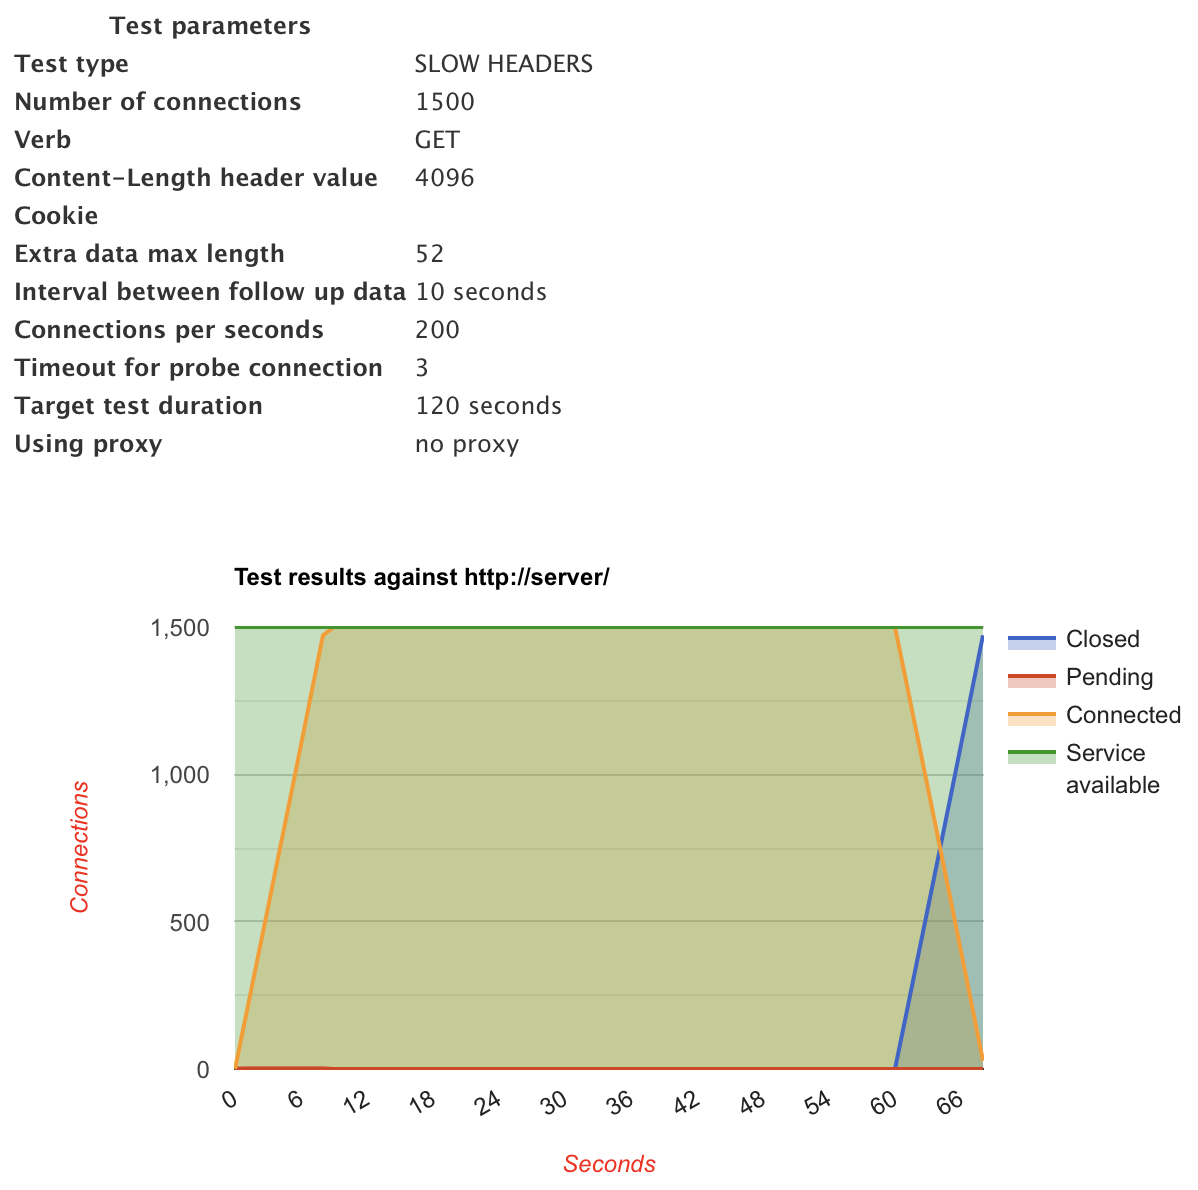 Test parameters
Test type SLOW HEADERS
Number of connections 1500
Verb GET
Content-Length header value 4096
Cookie
Extra data max length 52
Interval between follow up data 10 seconds
Connections per seconds 200
Timeout for probe connection 3
Target test duration 120 seconds
Using proxy no proxy
Test results against http://server/
1,500
1,000
500
0
Connections
0 6 12 18 24 30 36 42 48 54 60 66
Seconds
Closed
Pending
Connected
Service
available